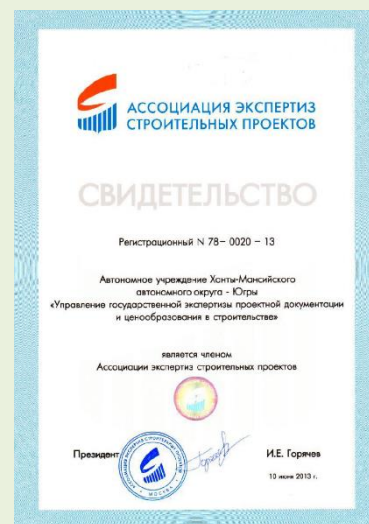 АССОЦИАЦИЯ ЭКСПЕРТИЗ
СТРОИТЕЛЬНЫХ ПРОЕКТОВ
СВИДЕТЕЛЬСТВО
Регистрационный N 78– 0020 – 13
Автономное учреждение Ханты-Мансийского
автономного округа - Югры
«Управление государственной экспертизы проектной документации
и ценообразования в строительстве»
является членом
Ассоциации экспертиз строительных проектов
Президент
И.Е. Горячев
10 июня 2013 г.
МОСКВА